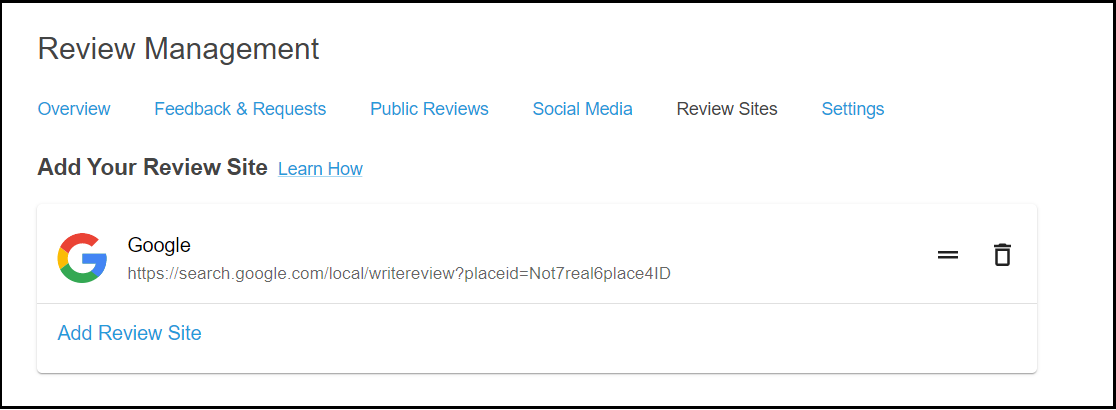 Review Management
Overview Feedback & Requests Public Reviews Social Media Review Sites Settings
Add Your Review Site Learn How
Google
https://search.google.com/local/writereview?placeid=Not7real6place4ID
Add Review Site